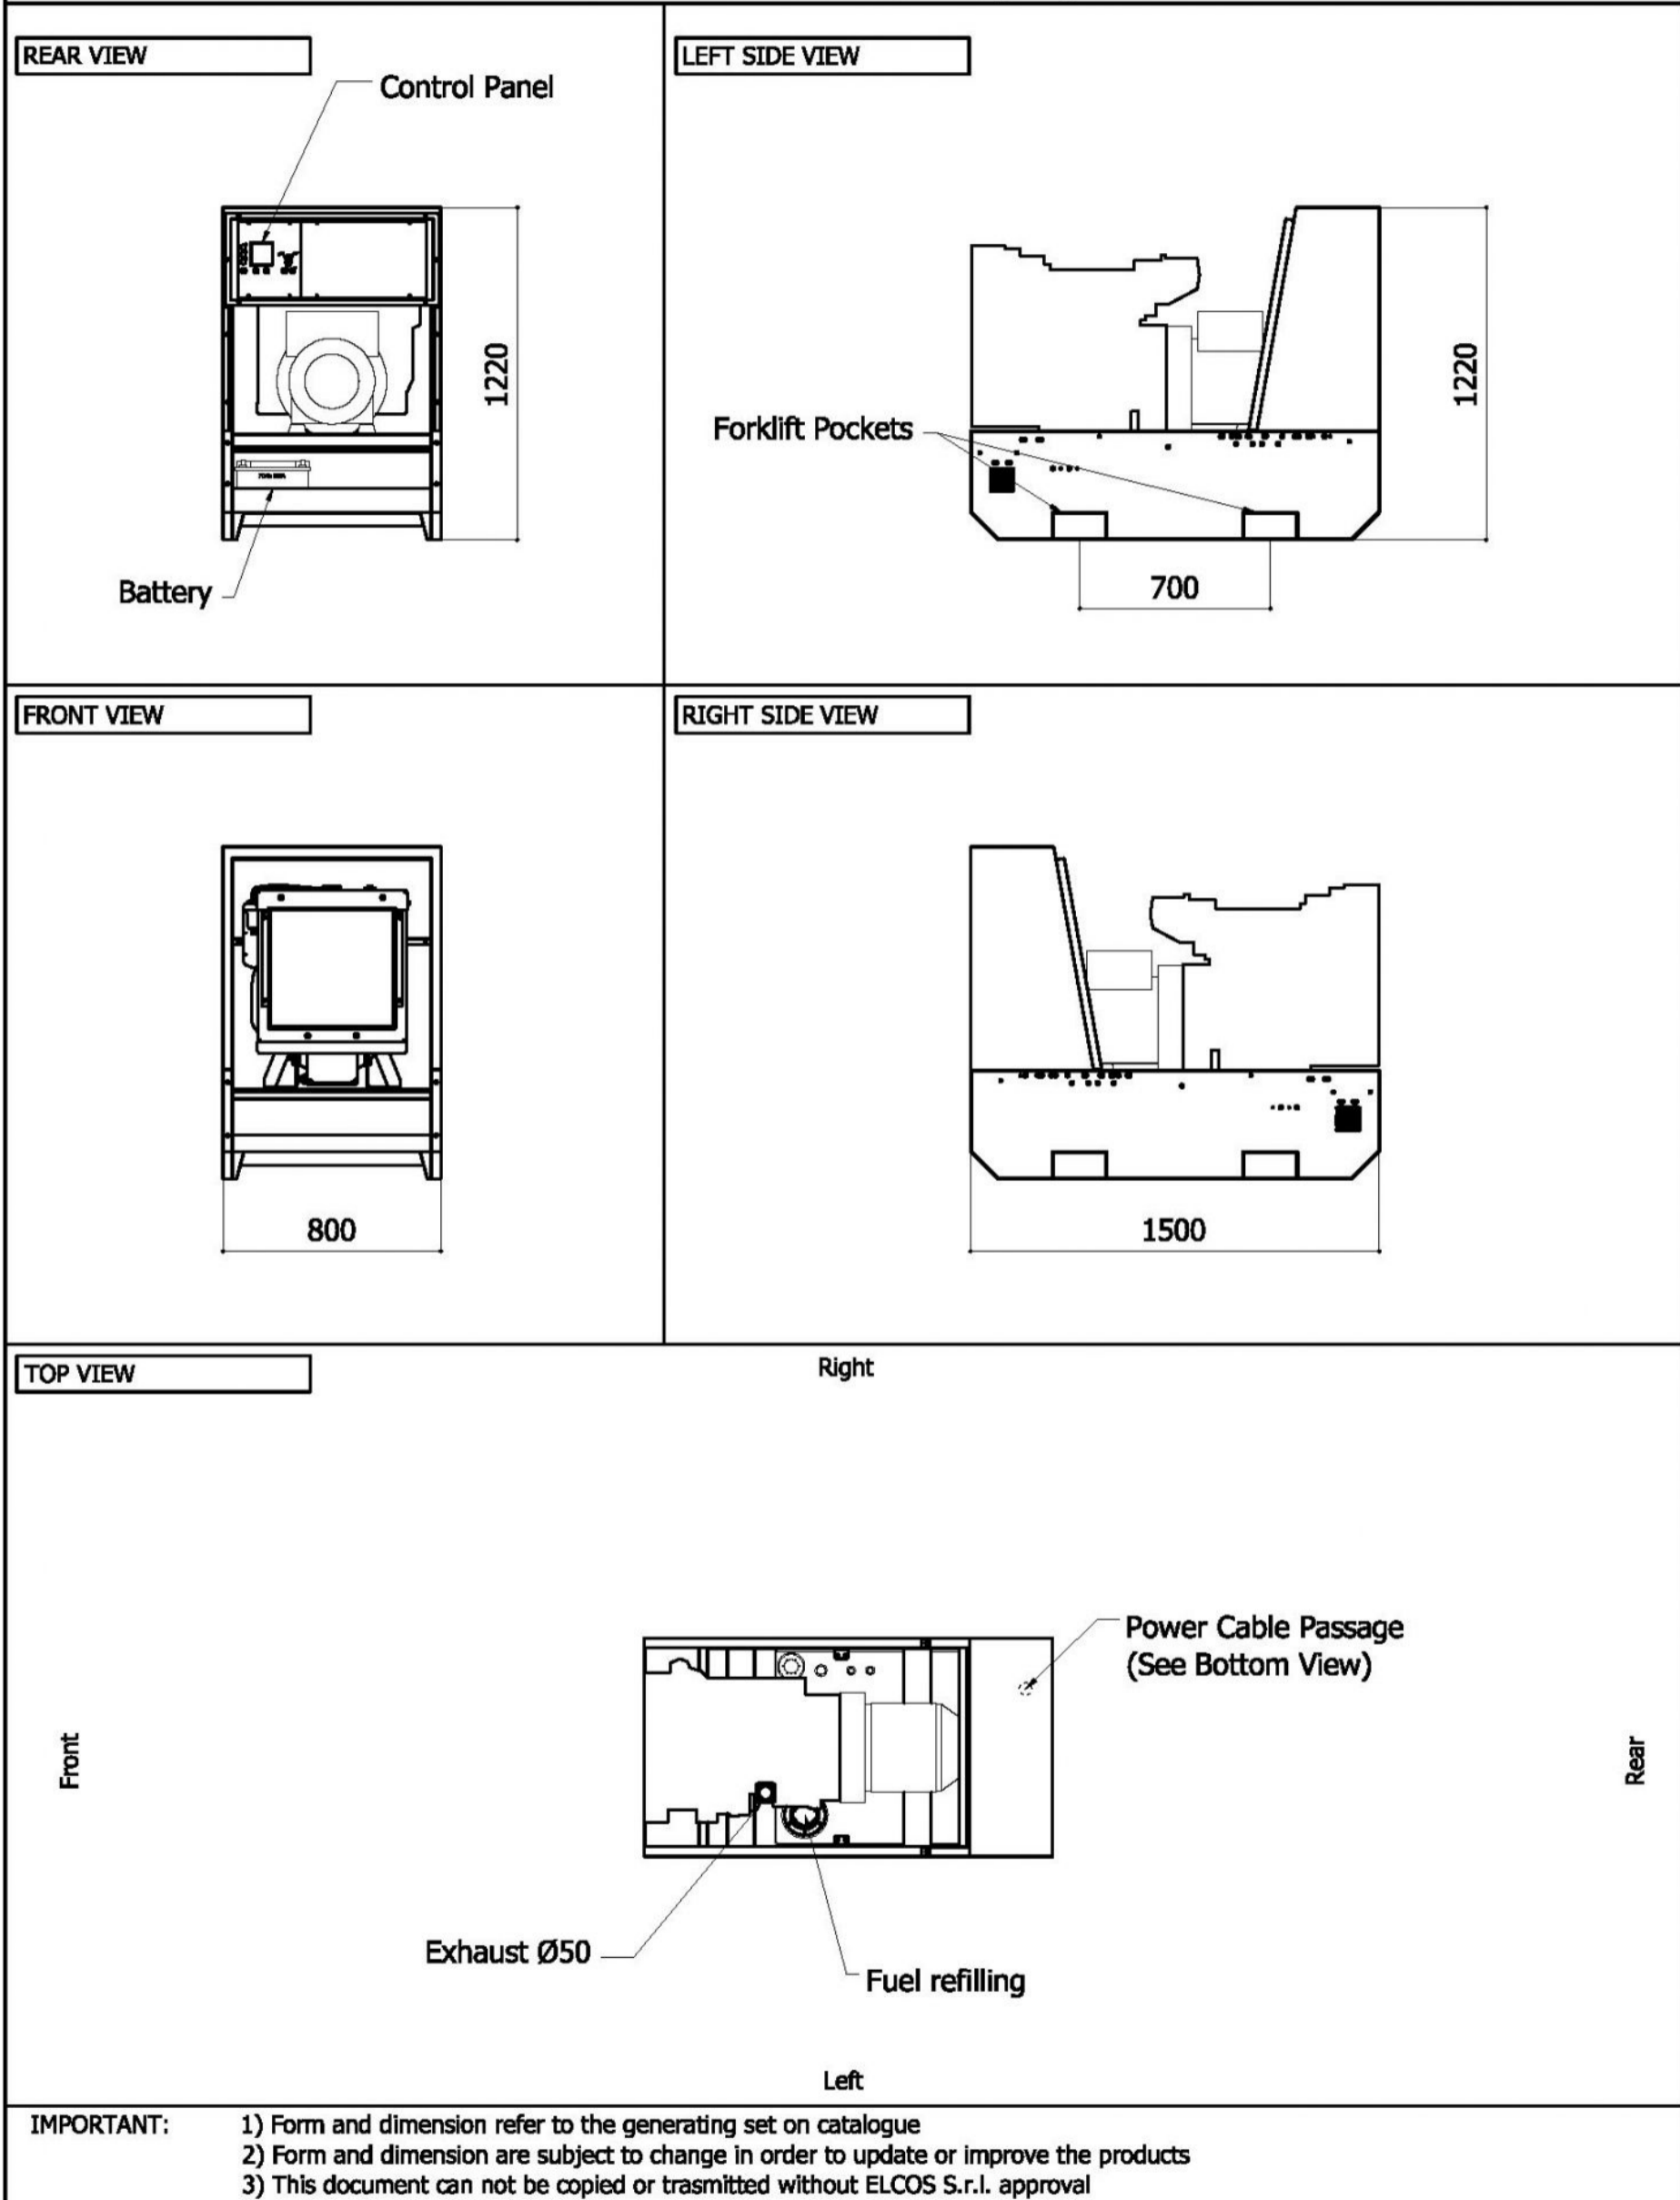 REAR VIEW
Control Panel
1220
Battery
LEFT SIDE VIEW
Forklift Pockets
1220
700
FRONT VIEW
800
RIGHT SIDE VIEW
1500
TOP VIEW
Right
Front
Rear
Power Cable Passage
(See Bottom View)
Exhaust Ø50
Fuel refilling
Left
IMPORTANT:
1) Form and dimension refer to the generating set on catalogue
2) Form and dimension are subject to change in order to update or improve the products
3) This document can not be copied or trasmitted without ELCOS S.r.l. approval